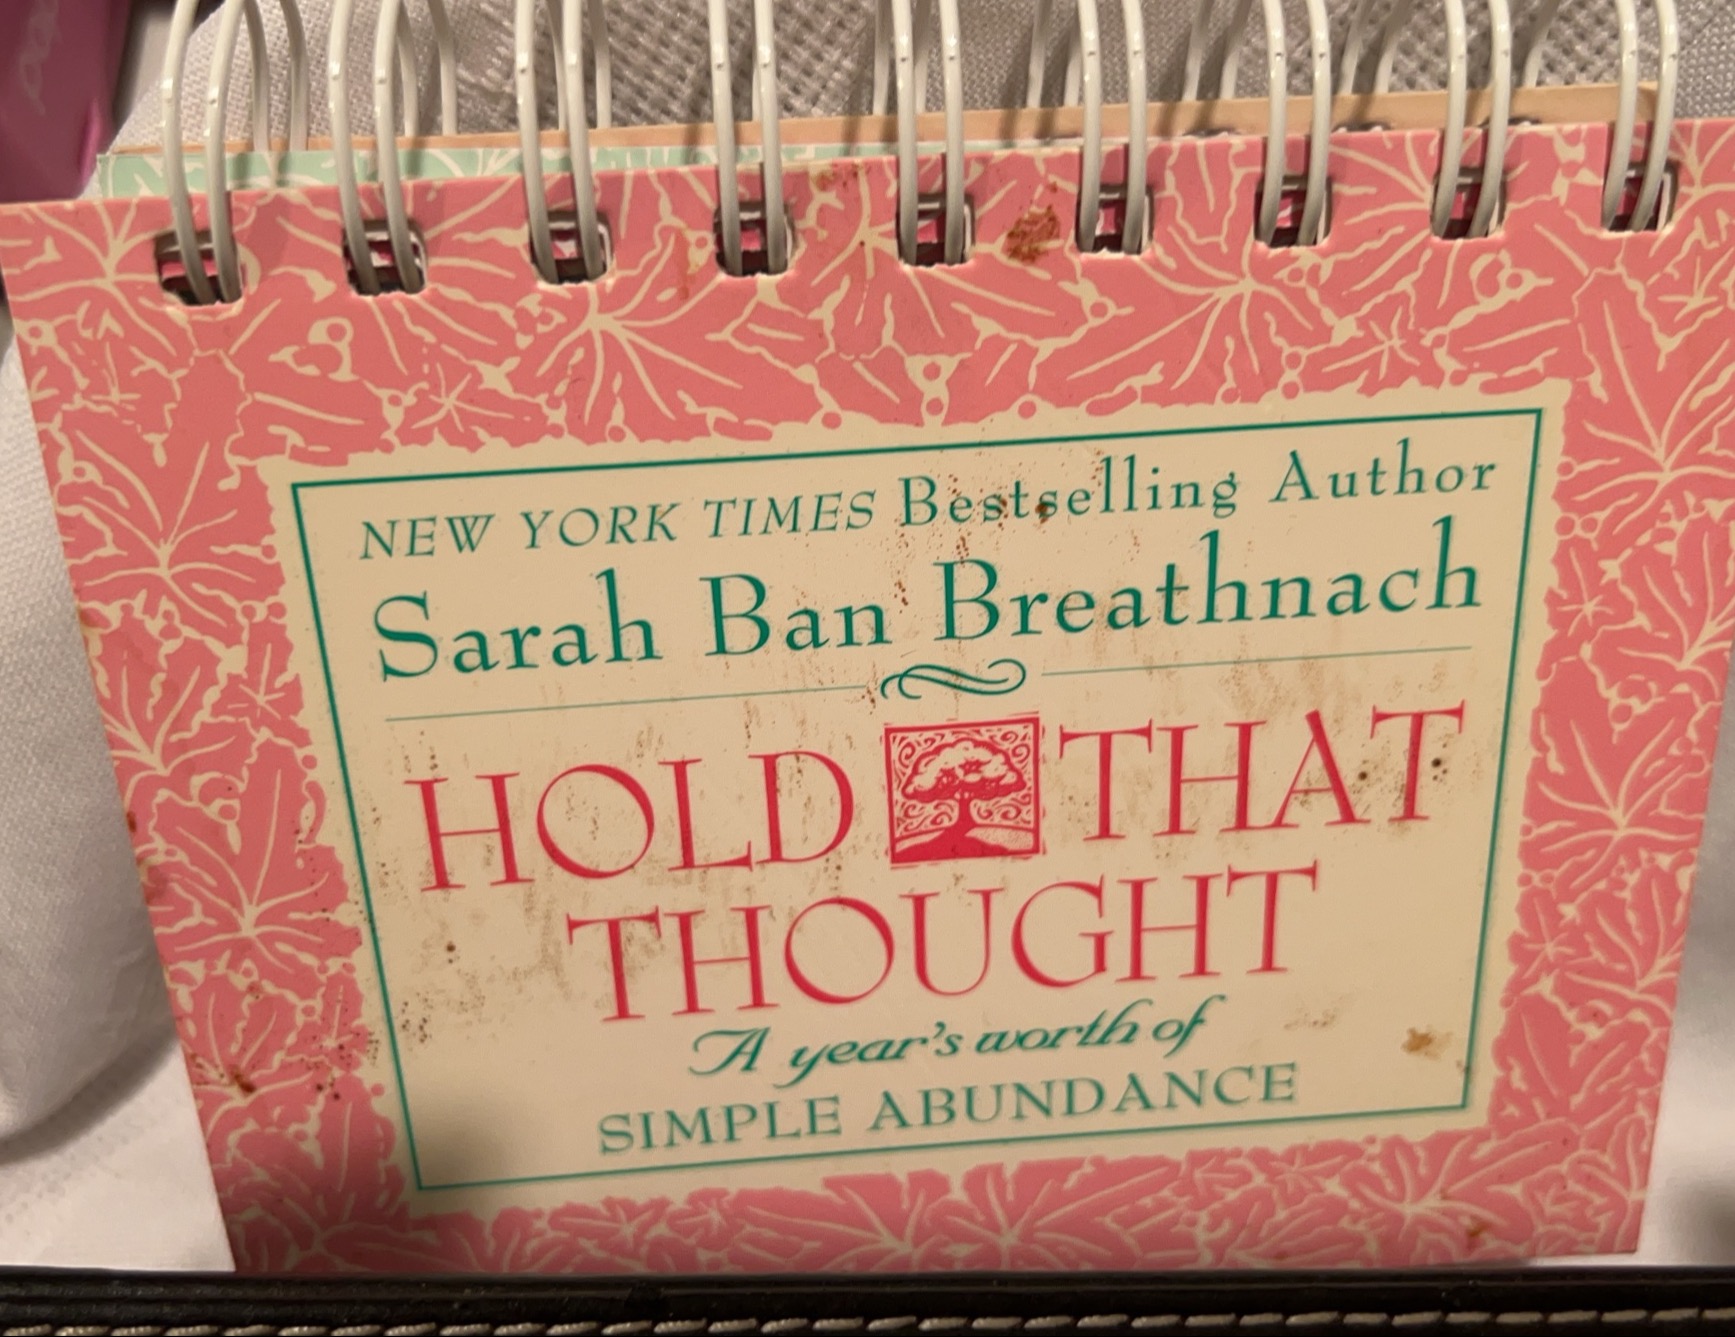 NEW YORK TIMES Bestselling Author
Sarah Ban Breathnach
HOLD THAT
THOUGHT
A year's worth of
SIMPLE ABUNDANCE